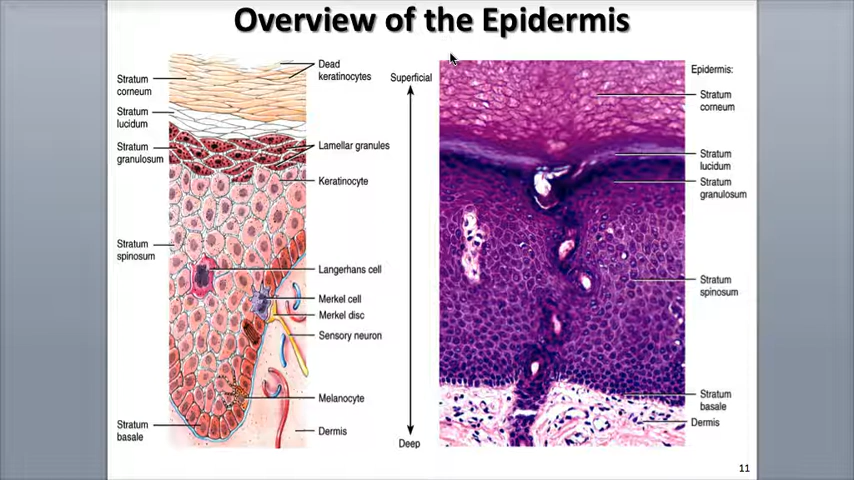 Overview of the Epidermis
Stratum
corneum
Stratum
lucidum
Stratum
granulosum
Stratum
spinosum
Stratum
basale
Dead
keratinocytes
Lamellar granules
Keratinocyte
Langerhans cell
Merkel cell
Merkel disc
Sensory neuron
Melanocyte
Dermis
Superficial
Deep
Epidermis:
Stratum
corneum
Stratum
lucidum
Stratum
granulosum
Stratum
spinosum
Stratum
basale
Dermis
11